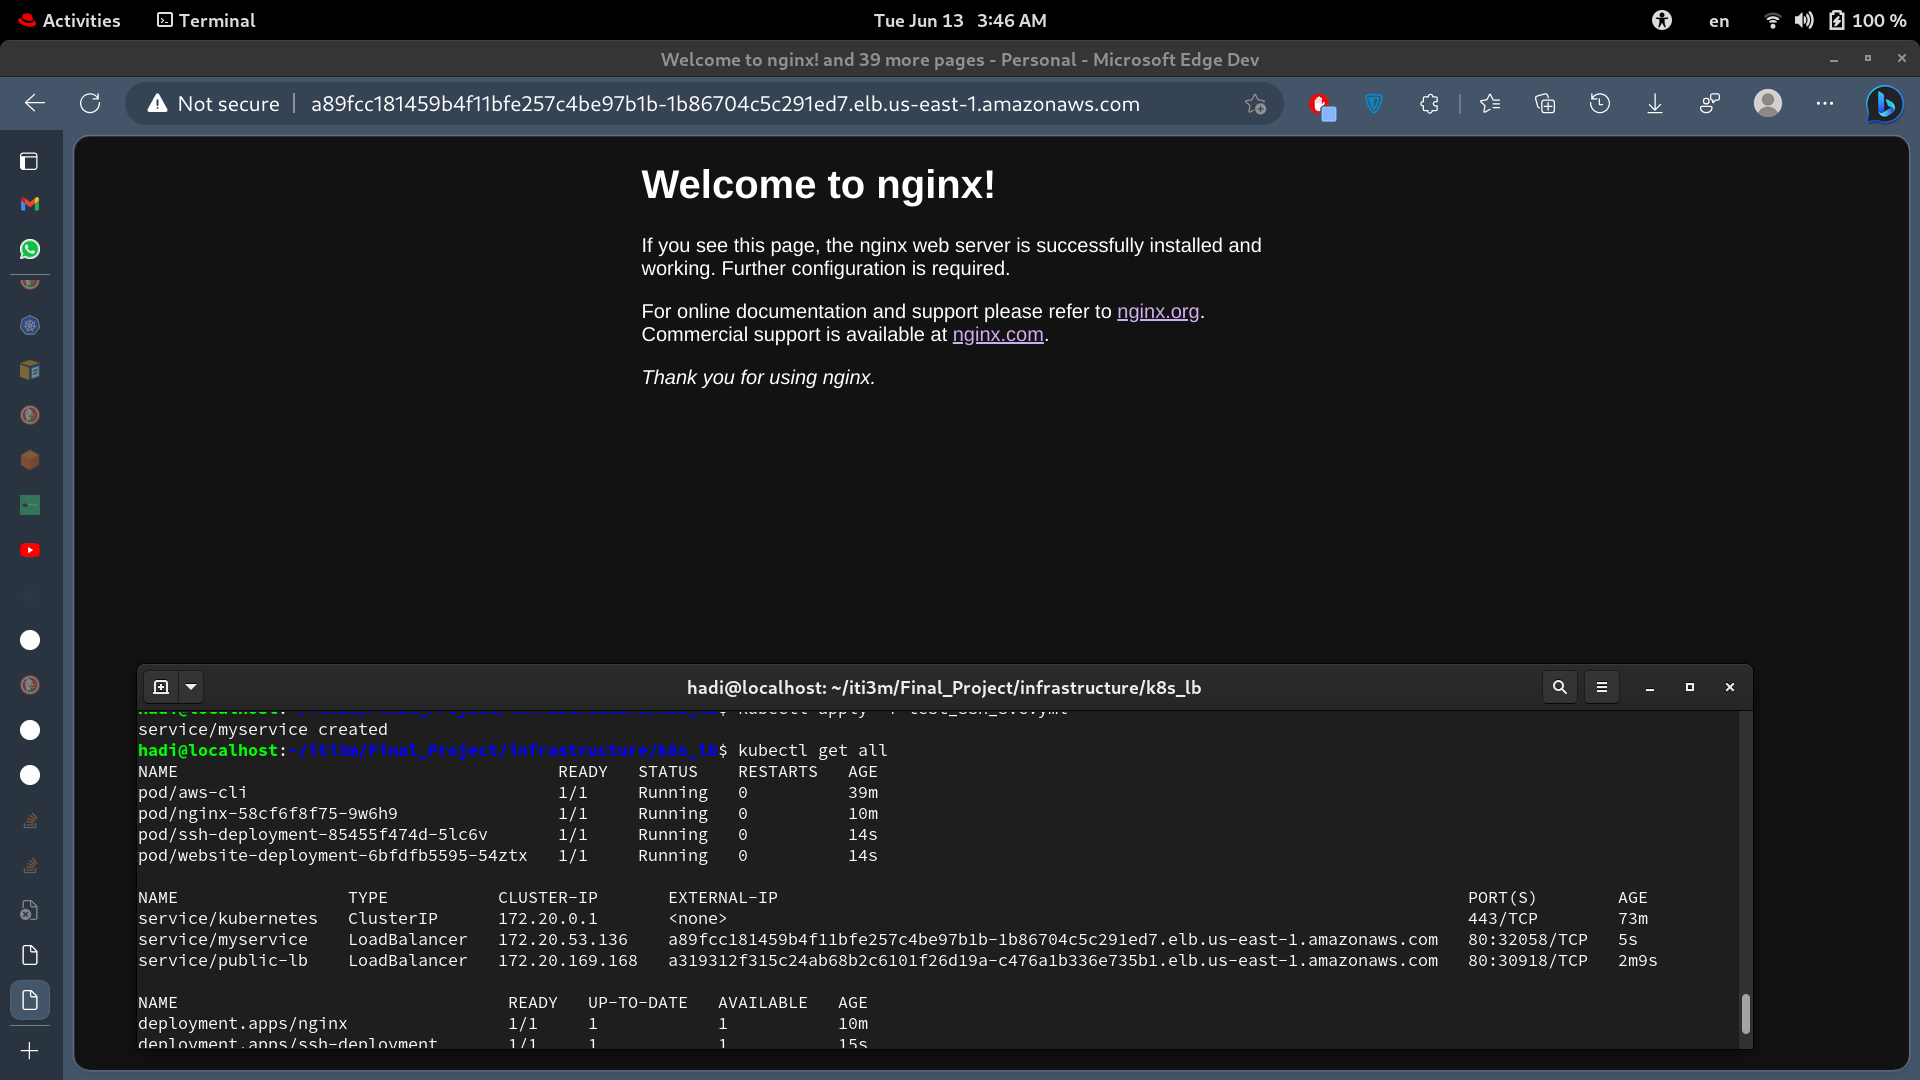 Activities
Terminal
Tue Jun 13 3:46 AM
en
100 %
Welcome to nginx! and 39 more pages - Personal - Microsoft Edge Dev
Not secure
a89fcc181459b4f11bfe257c4be97b1b-1b86704c5c291ed7.elb.us-east-1.amazonaws.com
Welcome to nginx!
If you see this page, the nginx web server is successfully installed and
working. Further configuration is required.
For online documentation and support please refer to nginx.org.
Commercial support is available at nginx.com.
Thank you for using nginx.
hadi@localhost: ~/iti3m/Final_Project/infrastructure/k8s_lb
service/myservice created
hadi@localhost:~/iti3m/Final_Project/infrastructure/k8s_lb$ kubectl get all
NAME READY STATUS RESTARTS AGE
pod/aws-cli 1/1 Running 0 39m
pod/nginx-58cf6f8f75-9w6h9 1/1 Running 0 10m
pod/ssh-deployment-85455f474d-5lc6v 1/1 Running 0 14s
pod/website-deployment-6bfdfb5595-54ztx 1/1 Running 0 14s
NAME TYPE CLUSTER-IP EXTERNAL-IP PORT(S) AGE
service/kubernetes ClusterIP 172.20.0.1 <none> 443/TCP 73m
service/myservice LoadBalancer 172.20.53.136 a89fcc181459b4f11bfe257c4be97b1b-1b86704c5c291ed7.elb.us-east-1.amazonaws.com 80:32058/TCP 5s
service/public-lb LoadBalancer 172.20.169.168 a319312f315c24ab68b2c6101f26d19a-c476a1b336e735b1.elb.us-east-1.amazonaws.com 80:30918/TCP 2m9s
NAME READY UP-TO-DATE AVAILABLE AGE
deployment.apps/nginx 1/1 1 1 10m
deployment.apps/ssh-deployment 1/1 1 1 15s